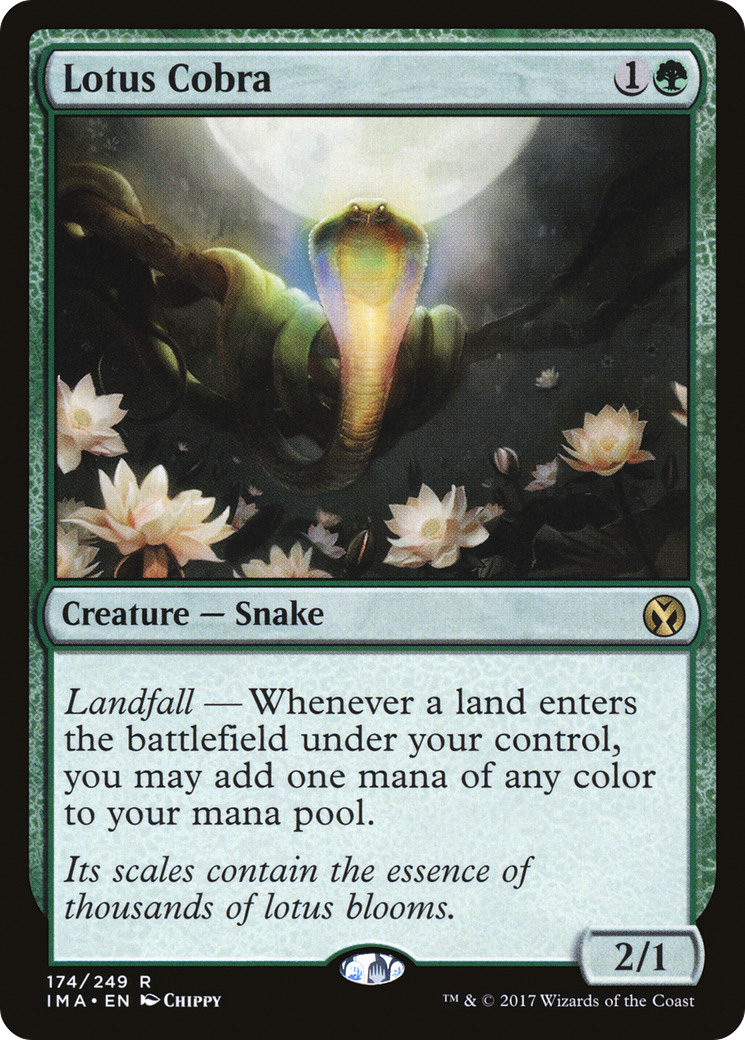 Lotus Cobra 1
Creature — Snake
Landfall — Whenever a land enters
the battlefield under your control,
you may add one mana of any color
to your mana pool.
Its scales contain the essence of
thousands of lotus blooms.
2/1
174/249 R
IMA • EN Chippy
™ & © 2017 Wizards of the Coast